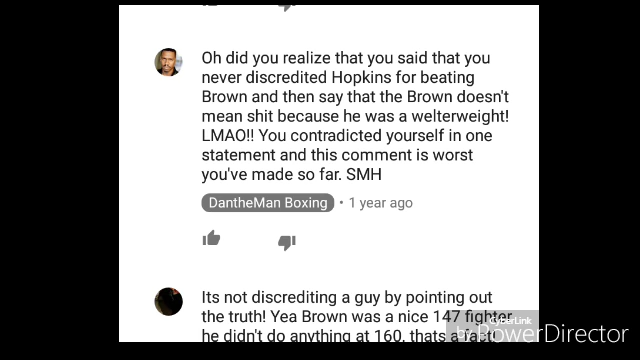 Oh did you realize that you said that you
never discredited Hopkins for beating
Brown and then say that the Brown doesn't
mean shit because he was a welterweight!
LMAO!! You contradicted yourself in one
statement and this comment is worst
you've made so far. SMH
DantheMan Boxing • 1 year ago
Its not discrediting a guy by pointing out
the truth! Yea Brown was a nice 147 fighter
he didn't do anything at 160, thats a fact!
CyberLink
by PowerDirector